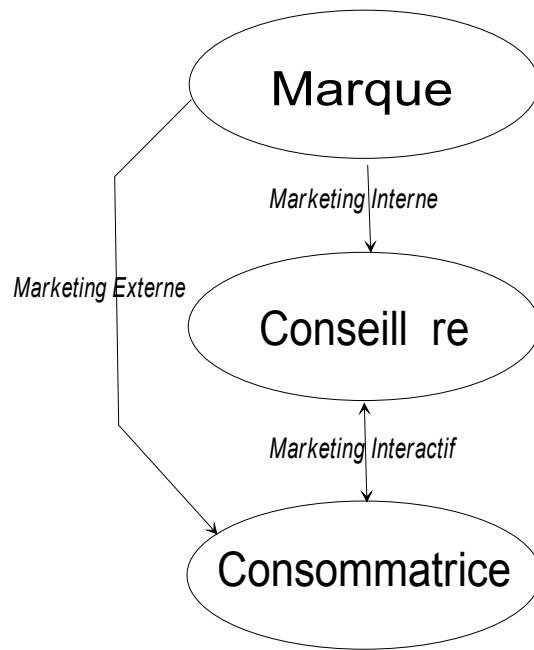 Marque
Marketing Interne
Marketing Externe
Conseill re
Marketing Interactif
Consommatrice